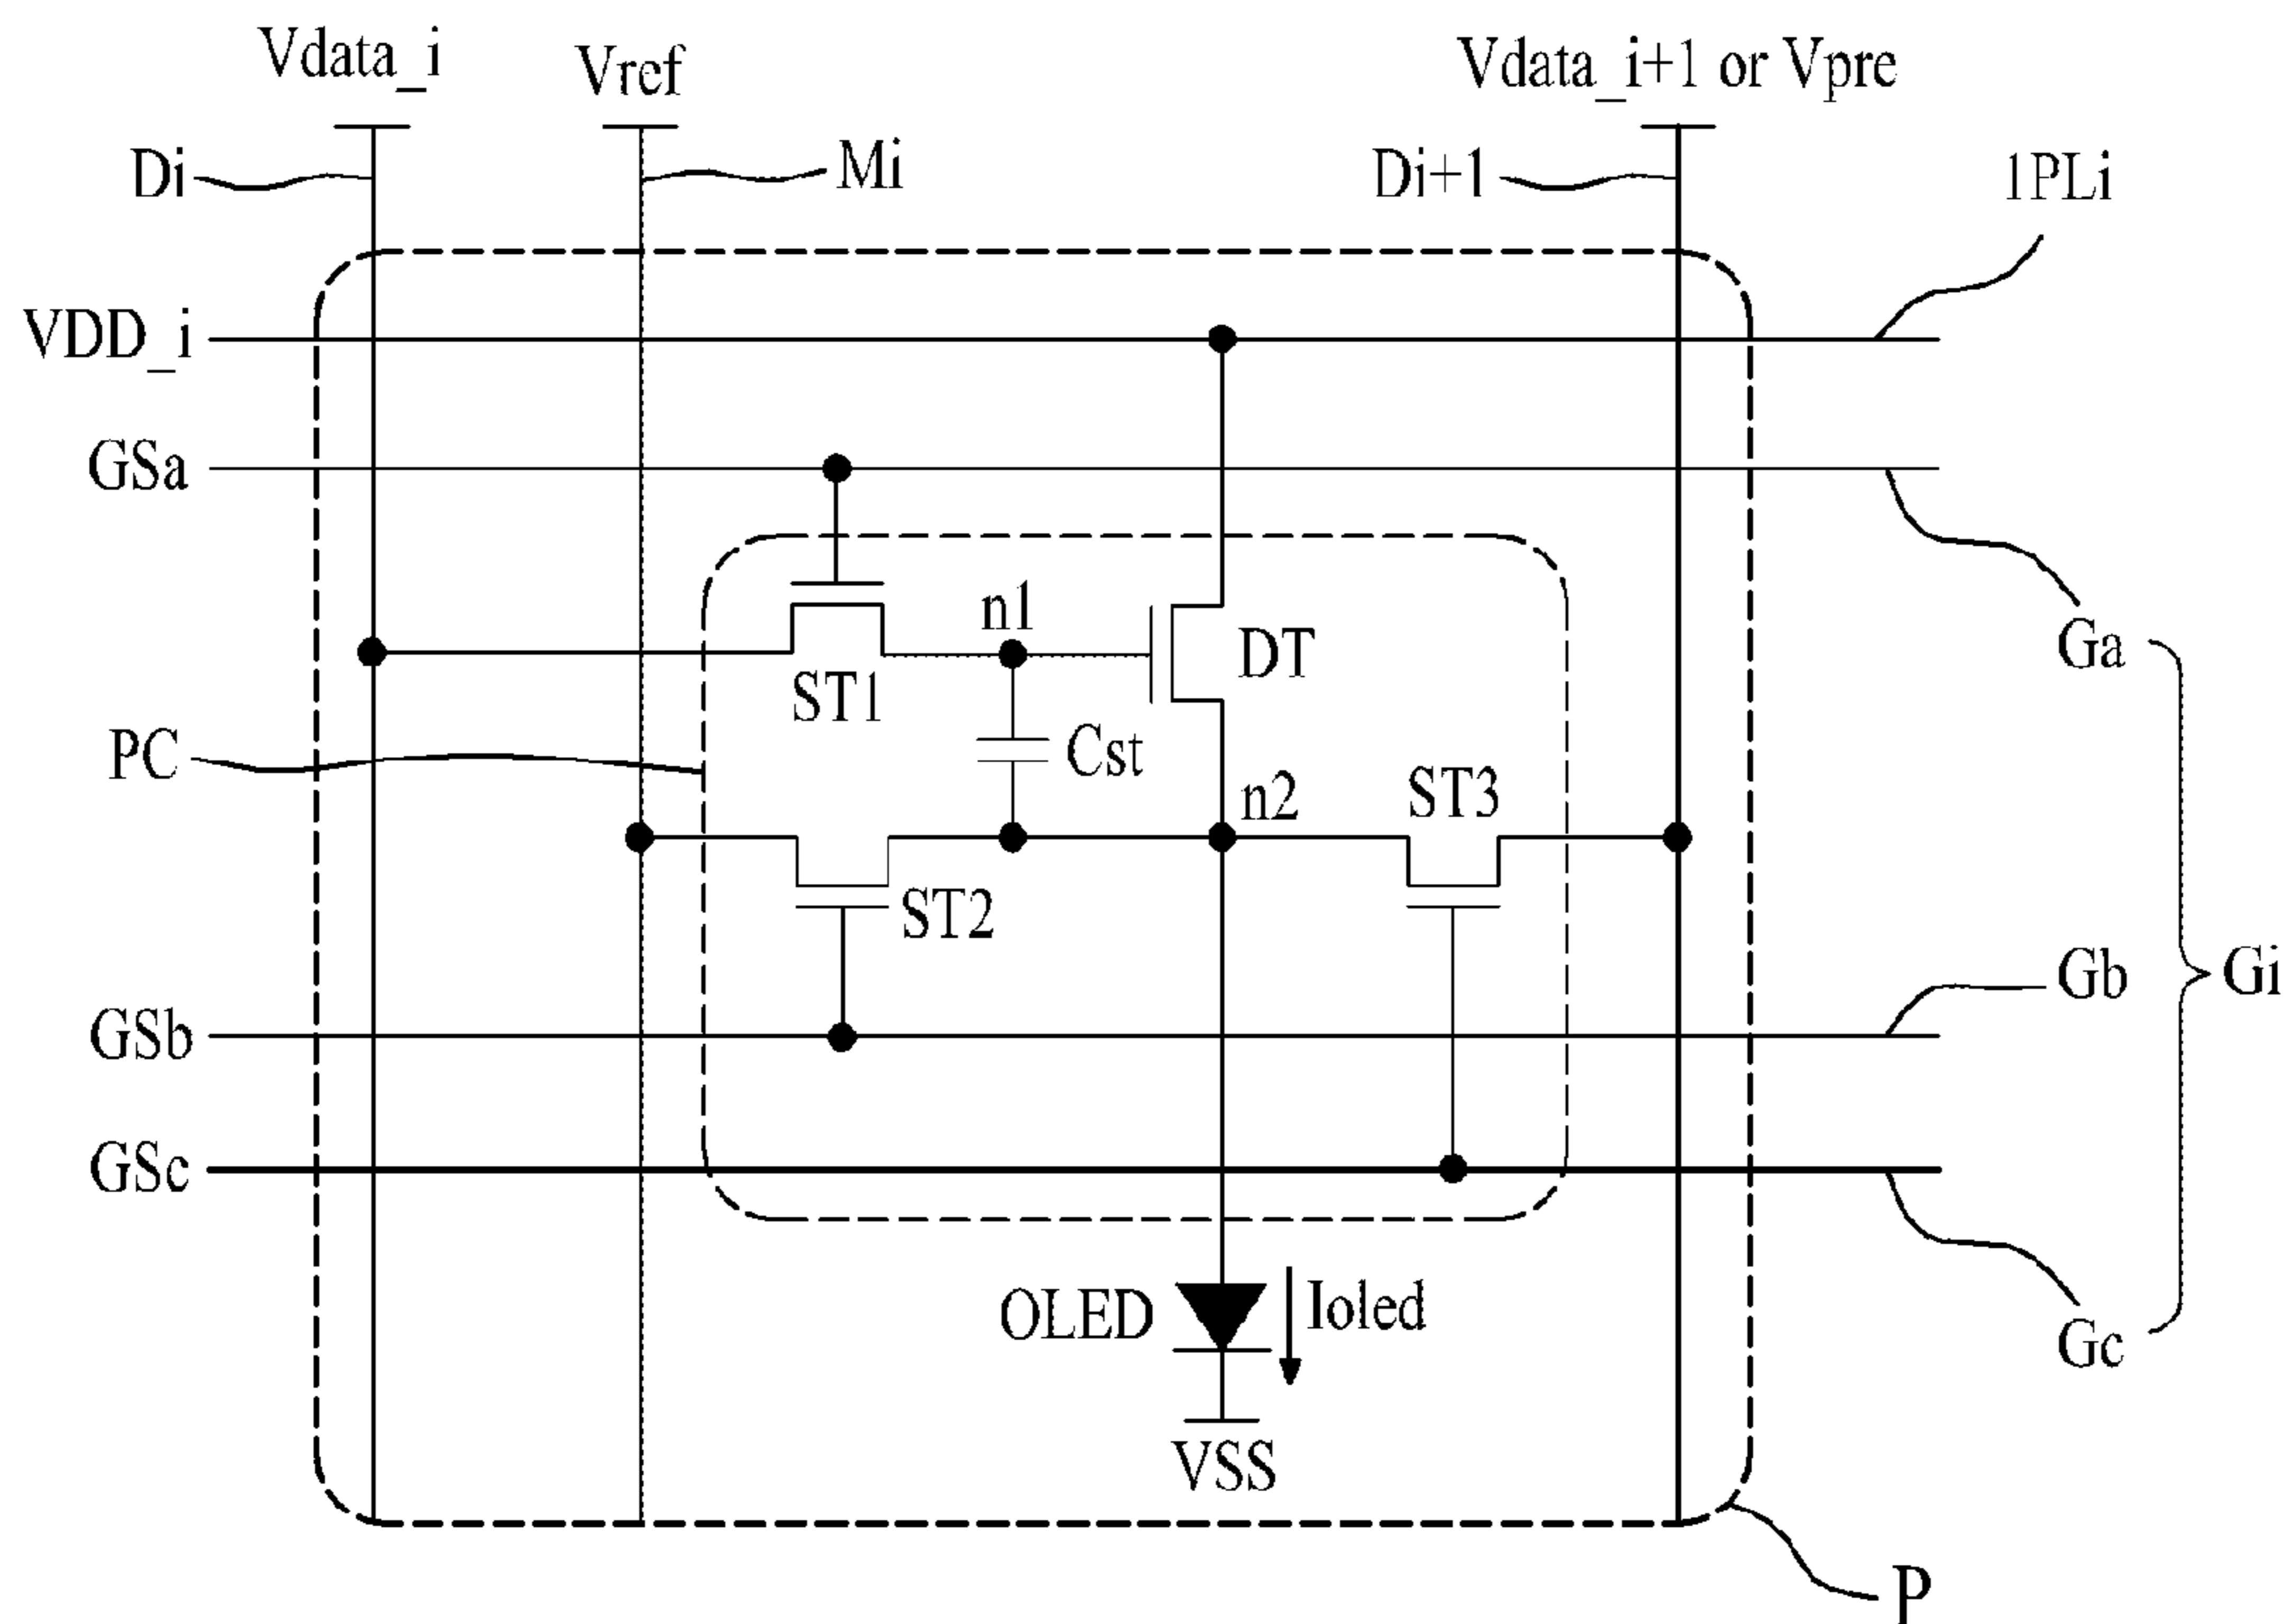 Vdata_i
Vref
Vdata_i+1 or Vpre
Di
Mi
Di+1
1PLi
VDD_i
GSa
n1
DT
Ga
ST1
PC
Cst
n2
ST3
ST2
Gb
Gi
GSb
GSc
OLED
Ioled
Gc
VSS
P